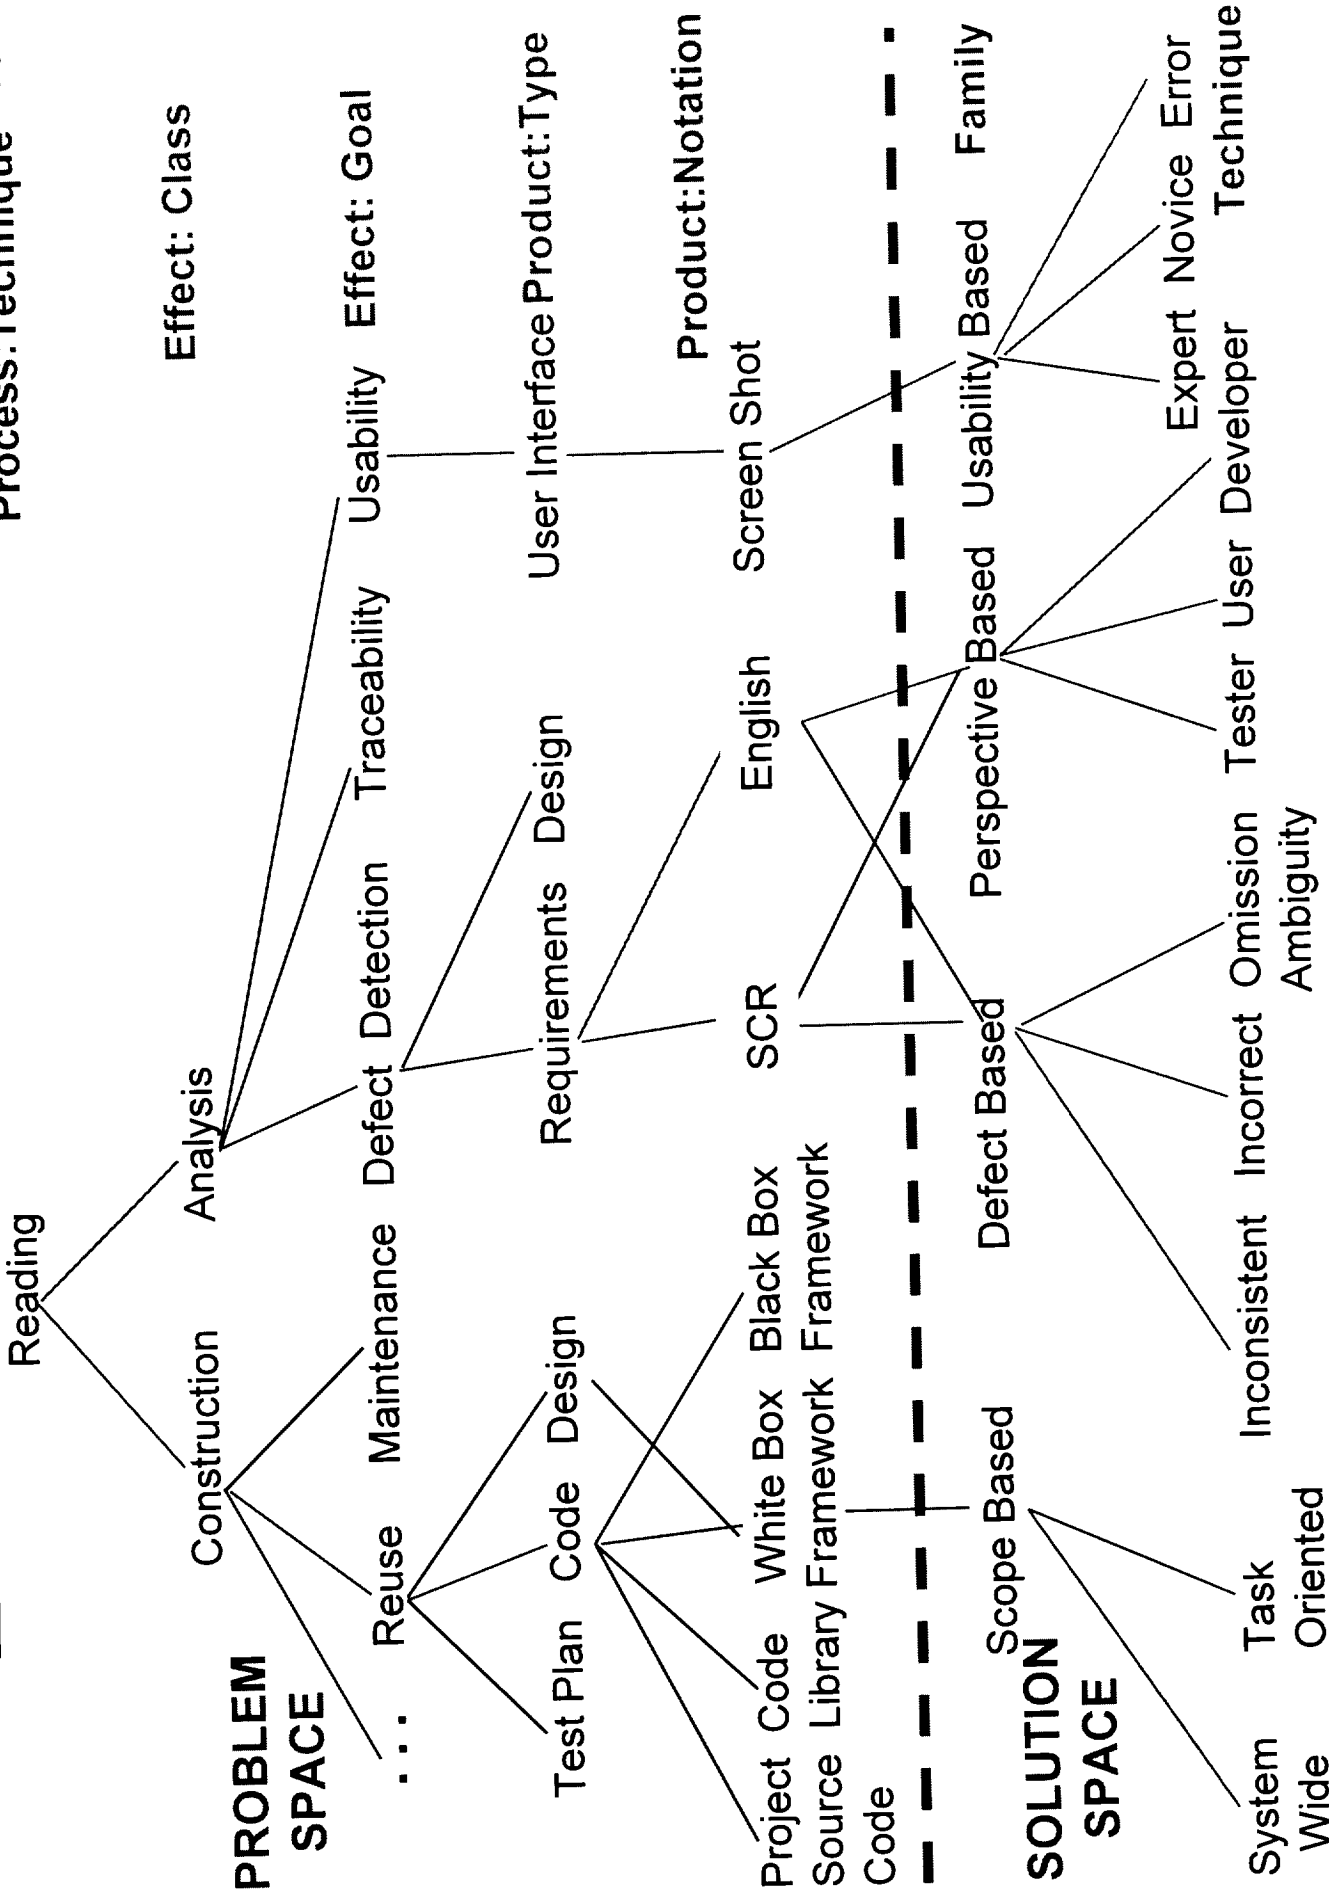 Process:Technique
Reading
Effect: Class
Construction Analysis
PROBLEM
SPACE
Effect: Goal
. . . Reuse Maintenance Defect Detection Traceability Usability
Product:Type
Test Plan Code Design Requirements Design User Interface
Product:Notation
Project Code White Box Black Box SCR English Screen Shot
Source Library Framework Framework
Code
Family
Scope Based Defect Based Perspective Based Usability Based
SOLUTION
SPACE
Technique
System Task Inconsistent Incorrect Omission Tester User Developer Expert Novice Error
Wide Oriented Ambiguity